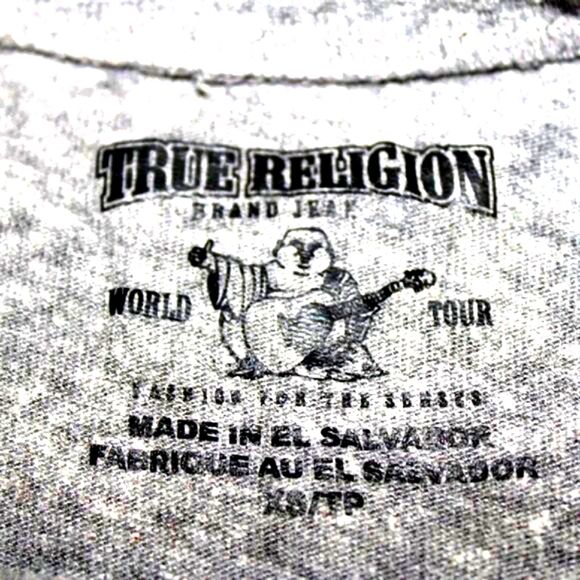 TRUE RELIGION
BRAND JEAN
WORLD TOUR
FASHION FOR THE SENSES
MADE IN EL SALVADOR
FABRIQUE AU EL SALVADOR
XS/TP